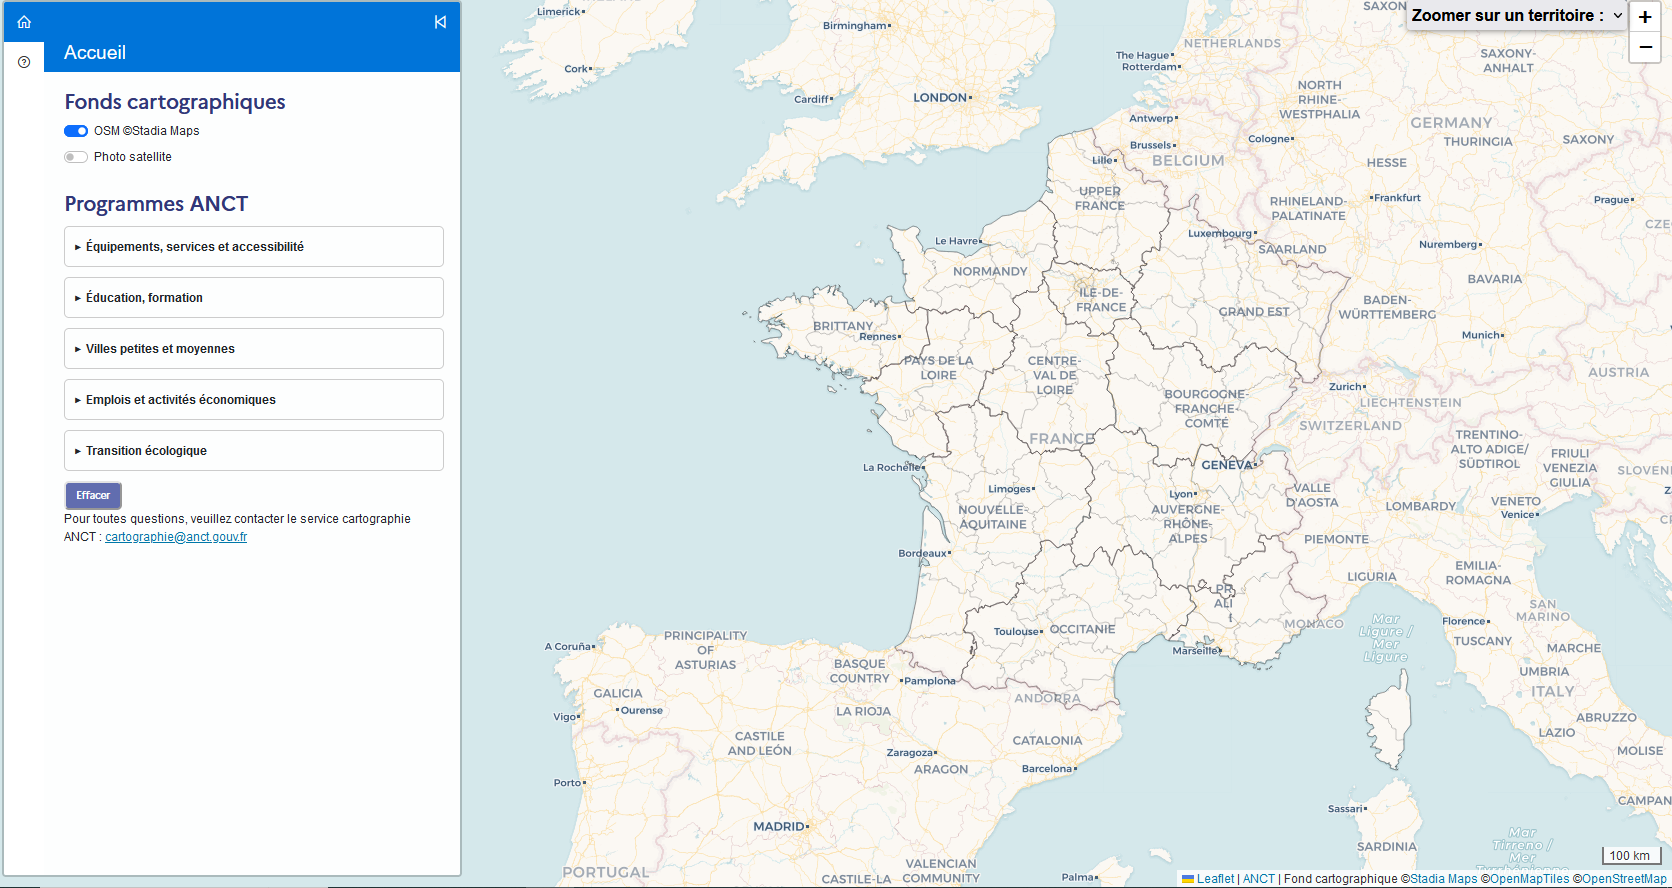 Accueil
Fonds cartographiques
OSM ©Stadia Maps
Photo satellite
Programmes ANCT
▸ Équipements, services et accessibilité
▸ Éducation, formation
▸ Villes petites et moyennes
▸ Emplois et activités économiques
▸ Transition écologique
Effacer
Pour toutes questions, veuillez contacter le service cartographie
ANCT : cartographie@anct.gouv.fr
Zoomer sur un territoire :
+
−
Limerick
Birmingham
SAXON
NETHERLANDS
The Hague
Rotterdam
SAXONY-
ANHALT
Cork
Cardiff
LONDON
NORTH
RHINE-
WESTPHALIA
Antwerp
GERMANY
Cologne
THURINGIA
SAXONY
Brussels
BELGIUM
Lille
HESSE
UPPER
FRANCE
RHINELAND-
PALATINATE
Frankfurt
Prague
CZE
Luxembourg
SAARLAND
Nuremberg
Le Havre
NORMANDY
ILE-DE-
FRANCE
BAVARIA
BADEN-
WÜRTTEMBERG
GRAND EST
BRITTANY
Rennes
Munich
PAYS DE LA
LOIRE
CENTRE-
VAL DE
LOIRE
AUSTRIA
Zurich
BOURGOGNE-
FRANCHE-
COMTÉ
LIECHTENSTEIN
SWITZERLAND
FRANCE
TRENTINO-
ALTO ADIGE/
SÜDTIROL
FRIULI
VENEZIA
GIULIA
SLOVEN
La Rochelle
GENEVA
Limoges
Lyon
VALLE
D'AOSTA
LOMBARDY
VENETO
Venice
NOUVELLE-
AQUITAINE
AUVERGNE-
RHÔNE-
ALPES
PIEMONTE
Bordeaux
LIGURIA
EMILIA-
ROMAGNA
PR
ALI
SAN
MARINO
Toulouse
OCCITANIE
MONACO
Mar
Ligure /
Mer
Ligure
Florence
TUSCANY
MARCHE
A Coruña
PRINCIPALITY
OF
ASTURIAS
Marseille
BASQUE
COUNTRY
Pamplona
ANDORRA
UMBRIA
ITALY
GALICIA
Ourense
Vigo
LA RIOJA
ABRUZZO
LAZIO
CASTILE
AND LEÓN
Zaragoza
CATALONIA
MOLISE
Porto
ARAGON
Barcelona
CAMPAN
Sassari
MADRID
Mar
Tirreno /
Mer
SARDINIA
100 km
PORTUGAL
CASTILE-LA
VALENCIAN
COMMUNITY
Palma
Leaflet | ANCT | Fond cartographique ©Stadia Maps ©OpenMapTiles ©OpenStreetMap